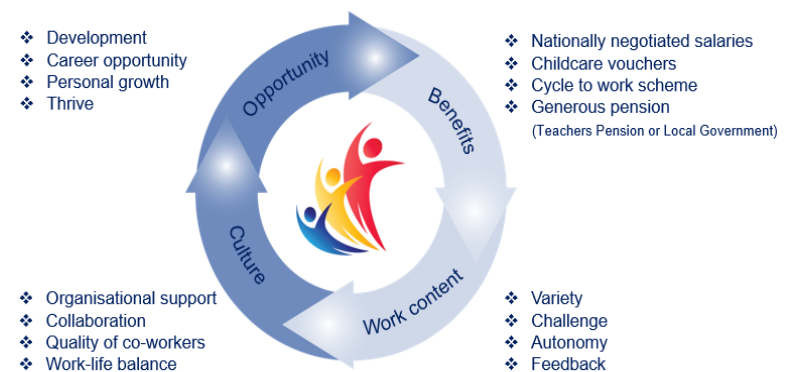 ❖ Development
❖ Career opportunity
❖ Personal growth
❖ Thrive
Opportunity
Benefits
❖ Nationally negotiated salaries
❖ Childcare vouchers
❖ Cycle to work scheme
❖ Generous pension
(Teachers Pension or Local Government)
Culture
Work content
❖ Organisational support
❖ Collaboration
❖ Quality of co-workers
❖ Work-life balance
❖ Variety
❖ Challenge
❖ Autonomy
❖ Feedback